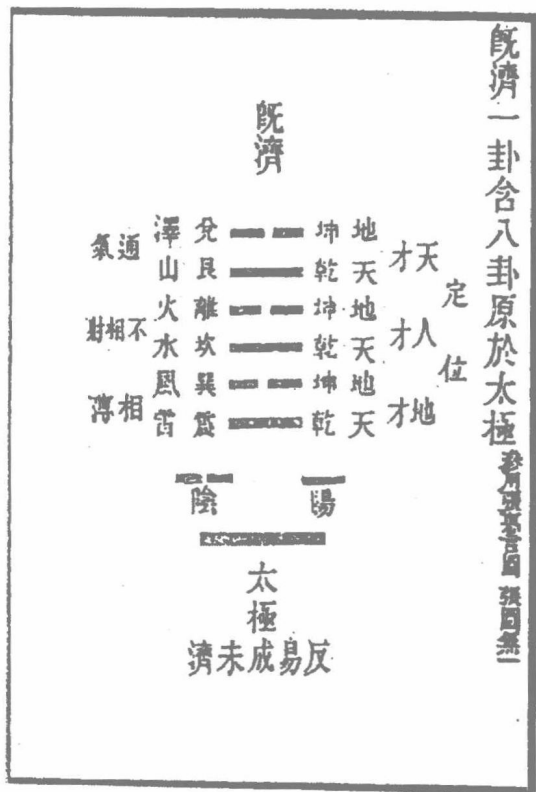 既濟一卦含八卦原於太極
既濟
定位
天才
人才
地才
地坤 兌澤
天乾 艮山
地坤 離火
天乾 坎水
地坤 巽風
天乾 震雷
通氣
不相射
相薄
陽 陰
太極
反易成未濟